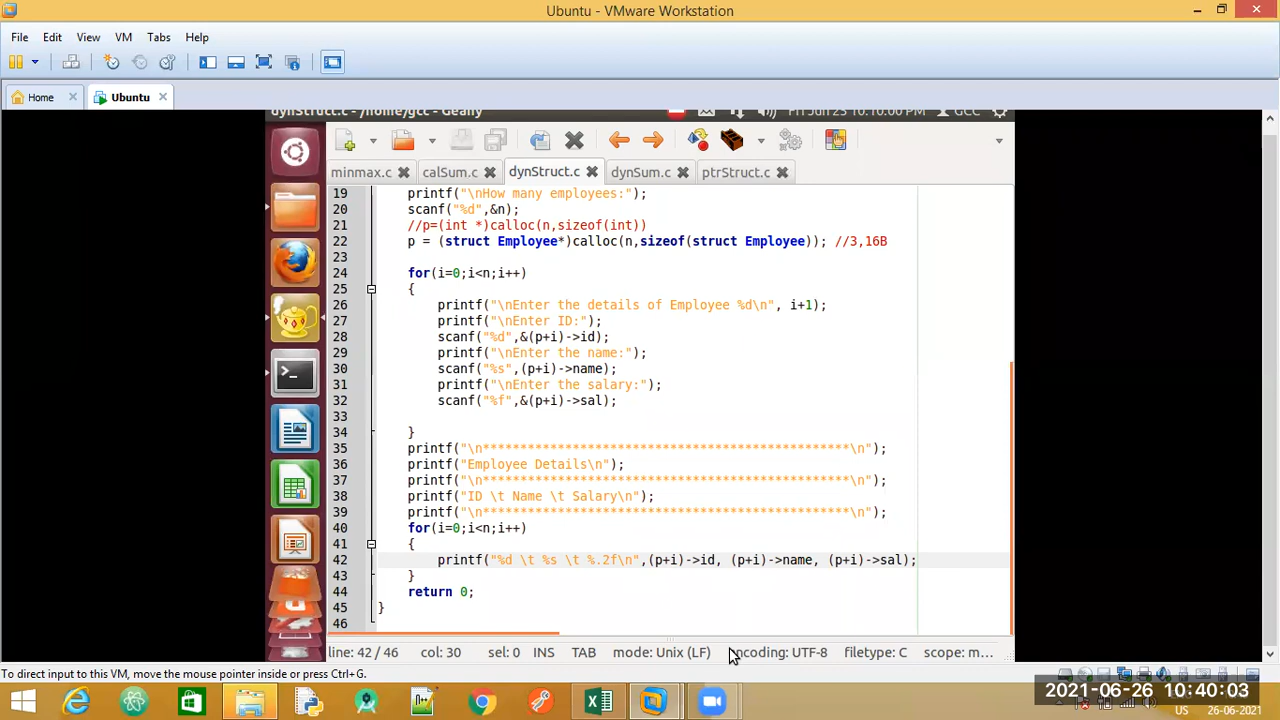 Ubuntu - VMware Workstation
File Edit View VM Tabs Help
Home Ubuntu
dynStruct.c - /home/gcc - Geany Fri Jun 25 10:10:00 PM GCC
minmax.c calSum.c dynStruct.c dynSum.c ptrStruct.c
19 printf("\nHow many employees:");
20 scanf("%d",&n);
21 //p=(int *)calloc(n,sizeof(int))
22 p = (struct Employee*)calloc(n,sizeof(struct Employee)); //3,16B
23
24 for(i=0;i<n;i++)
25 {
26 printf("\nEnter the details of Employee %d\n", i+1);
27 printf("\nEnter ID:");
28 scanf("%d",&(p+i)->id);
29 printf("\nEnter the name:");
30 scanf("%s",(p+i)->name);
31 printf("\nEnter the salary:");
32 scanf("%f",&(p+i)->sal);
33
34 }
35 printf("\n*************************************************\n");
36 printf("Employee Details\n");
37 printf("\n*************************************************\n");
38 printf("ID \t Name \t Salary\n");
39 printf("\n*************************************************\n");
40 for(i=0;i<n;i++)
41 {
42 printf("%d \t %s \t %.2f\n",(p+i)->id, (p+i)->name, (p+i)->sal);
43 }
44 return 0;
45 }
46
line: 42 / 46 col: 30 sel: 0 INS TAB mode: Unix (LF) encoding: UTF-8 filetype: C scope: m...
To direct input to this VM, move the mouse pointer inside or press Ctrl+G.
2021-06-26 10:40:03
US 26-06-2021